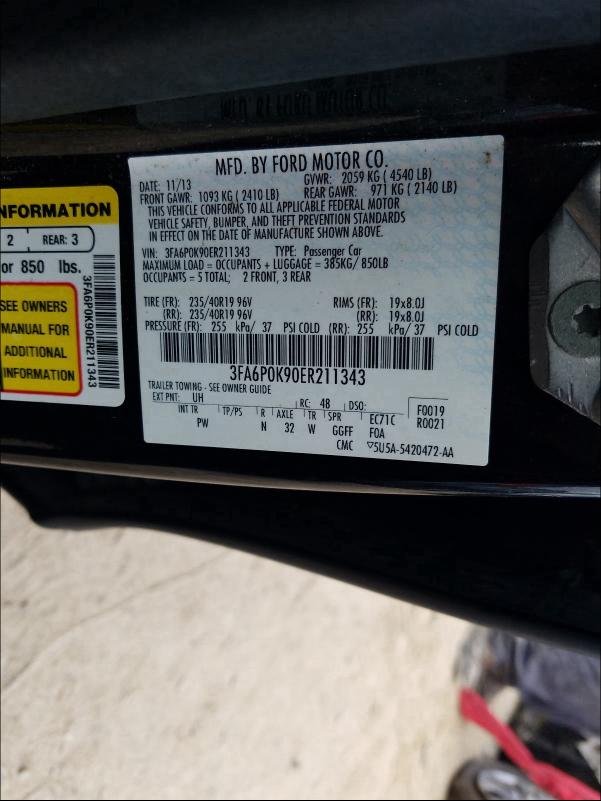 MFD. BY FORD MOTOR CO.
DATE: 11/13 GVWR: 2059 KG ( 4540 LB)
FRONT GAWR: 1093 KG ( 2410 LB) REAR GAWR: 971 KG ( 2140 LB)
THIS VEHICLE CONFORMS TO ALL APPLICABLE FEDERAL MOTOR
VEHICLE SAFETY, BUMPER, AND THEFT PREVENTION STANDARDS
IN EFFECT ON THE DATE OF MANUFACTURE SHOWN ABOVE.
VIN: 3FA6P0K90ER211343 TYPE: Passenger Car
MAXIMUM LOAD = OCCUPANTS + LUGGAGE = 385KG/ 850LB
OCCUPANTS = 5 TOTAL; 2 FRONT, 3 REAR
TIRE (FR): 235/40R19 96V RIMS (FR): 19x8.0J
(RR): 235/40R19 96V (RR): 19x8.0J
PRESSURE (FR): 255 kPa/ 37 PSI COLD (RR): 255 kPa/ 37 PSI COLD
3FA6P0K90ER211343
TRAILER TOWING - SEE OWNER GUIDE
EXT PNT: UH RC: 48 DSO: F0019
INT TR TP/PS R AXLE TR SPR EC71C R0021
PW N 32 W GGFF F0A
CMC 5U5A-5420472-AA
NFORMATION
2 REAR: 3
or 850 lbs.
SEE OWNERS
MANUAL FOR
ADDITIONAL
INFORMATION
3FA6P0K90ER211343